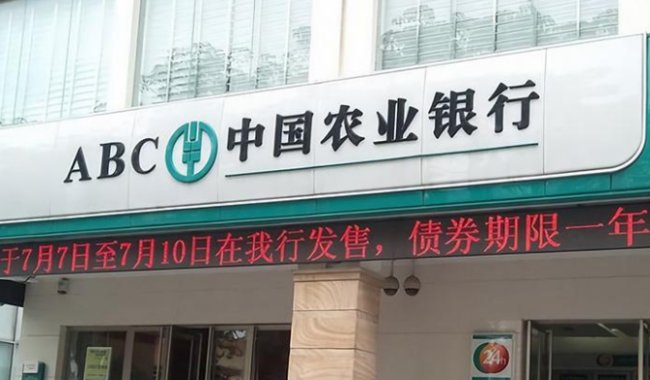 ABC 中国农业银行
于7月7日至7月10日在我行发售，债券期限一年
24h